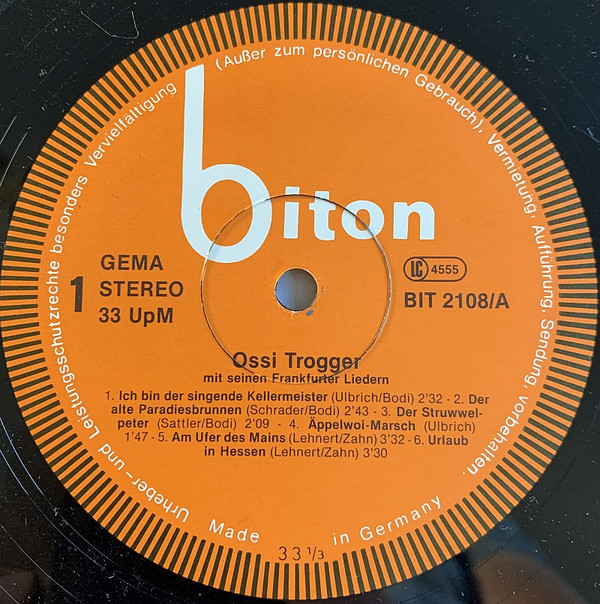 Urheber- und Leistungsschutzrechte besonders Vervielfältigung (Außer zum persönlichen Gebrauch), Vermietung, Aufführung, Sendung, vorbehalten.
biton
GEMA
1 STEREO
33 UpM
LC 4555
BIT 2108/A
Ossi Trogger
mit seinen Frankfurter Liedern
1. Ich bin der singende Kellermeister (Ulbrich/Bodi) 2'32 - 2. Der
alte Paradiesbrunnen (Schrader/Bodi) 2'43 - 3. Der Struwwel-
peter (Sattler/Bodi) 2'09 - 4. Äppelwoi-Marsch (Ulbrich)
1'47 - 5. Am Ufer des Mains (Lehnert/Zahn) 3'32 - 6. Urlaub
in Hessen (Lehnert/Zahn) 3'30
Made in Germany
33 1/3